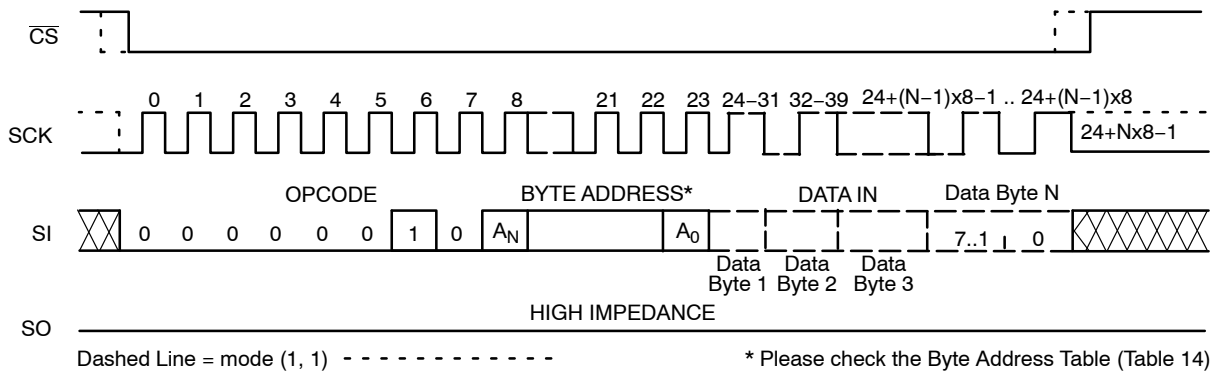 CS
0 1 2 3 4 5 6 7 8 21 22 23 24–31 32–39 24+(N–1)x8–1 .. 24+(N–1)x8
SCK
24+Nx8–1
OPCODE BYTE ADDRESS* DATA IN Data Byte N
SI
0 0 0 0 0 0 1 0 AN A0 7..1 0
Data Byte 1
Data Byte 2
Data Byte 3
HIGH IMPEDANCE
SO
Dashed Line = mode (1, 1)
* Please check the Byte Address Table (Table 14)